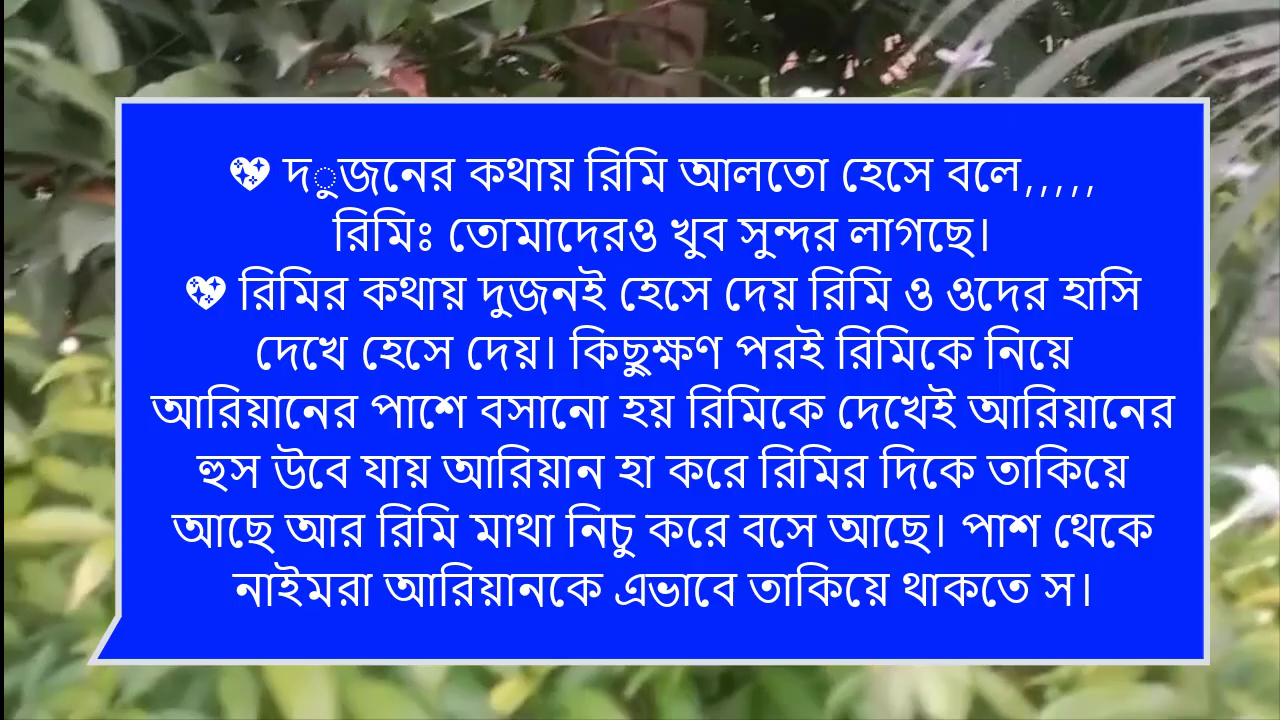 💖 দুজনের কথায় রিমি আলতো হেসে বলে,,,,,
রিমিঃ তোমাদেরও খুব সুন্দর লাগছে।
💖 রিমির কথায় দুজনই হেসে দেয় রিমি ও ওদের হাসি
দেখে হেসে দেয়। কিছুক্ষণ পরই রিমিকে নিয়ে
আরিয়ানের পাশে বসানো হয় রিমিকে দেখেই আরিয়ানের
হুস উবে যায় আরিয়ান হা করে রিমির দিকে তাকিয়ে
আছে আর রিমি মাথা নিচু করে বসে আছে। পাশ থেকে
নাইমরা আরিয়ানকে এভাবে তাকিয়ে থাকতে স।